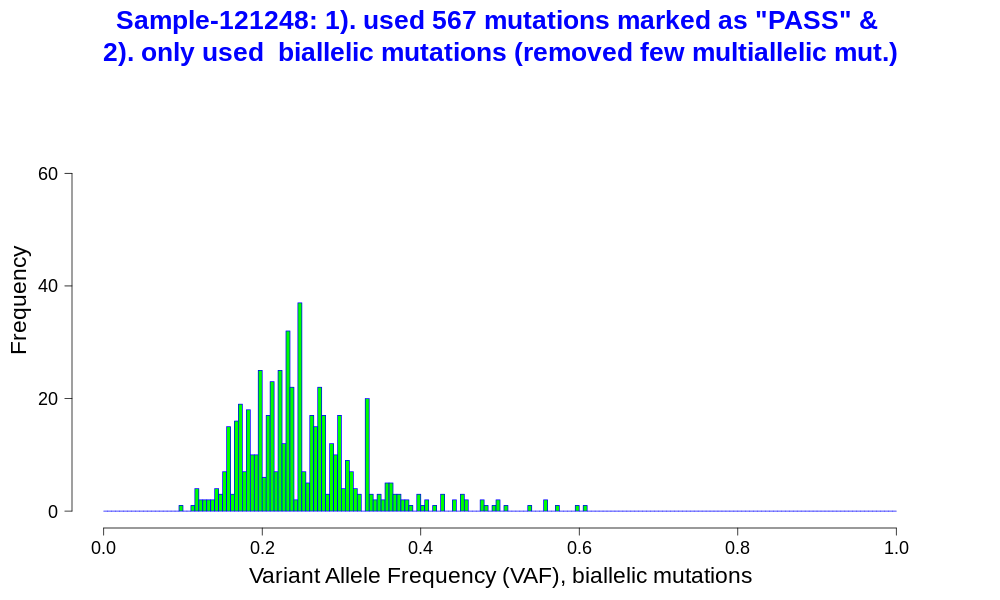 Sample-121248: 1). used 567 mutations marked as "PASS" &
2). only used  biallelic mutations (removed few multiallelic mut.)
60
40
20
0
Frequency
0.0 0.2 0.4 0.6 0.8 1.0
Variant Allele Frequency (VAF), biallelic mutations